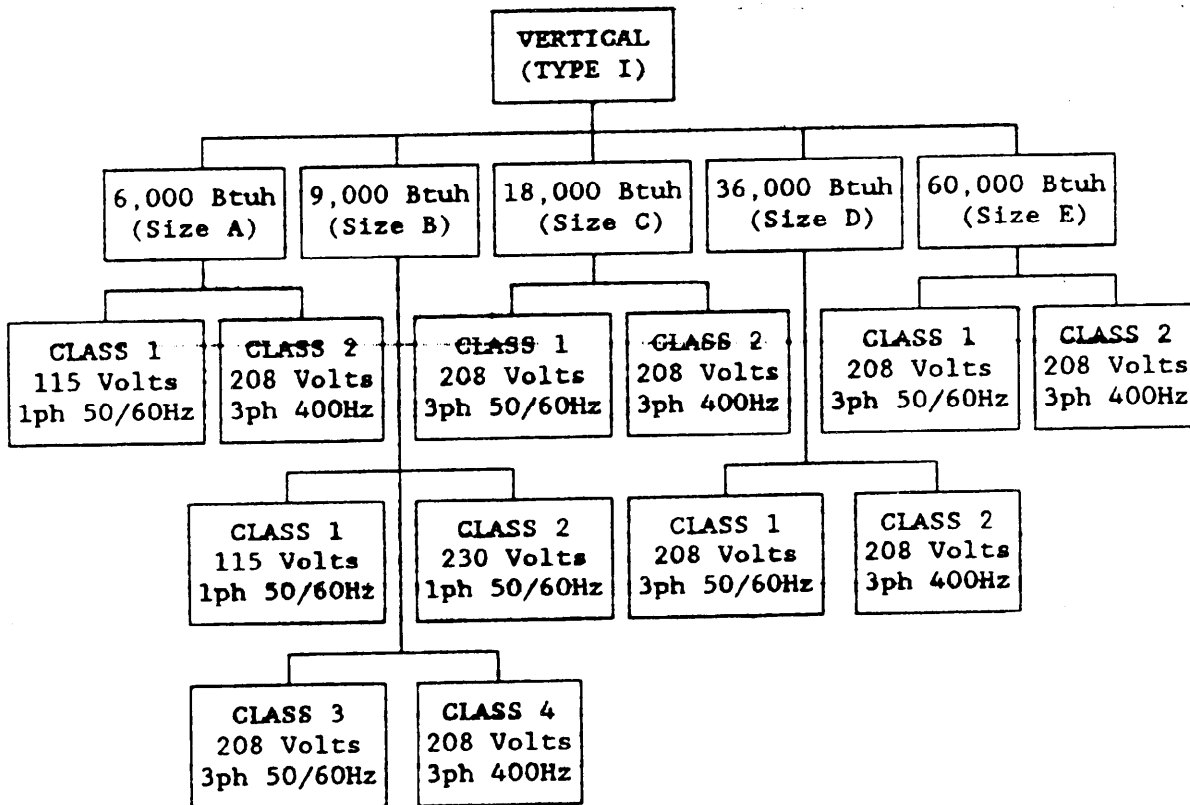 VERTICAL
(TYPE I)
6,000 Btuh
(Size A)
9,000 Btuh
(Size B)
18,000 Btuh
(Size C)
36,000 Btuh
(Size D)
60,000 Btuh
(Size E)
CLASS 1
115 Volts
1ph 50/60Hz
CLASS 2
208 Volts
3ph 400Hz
CLASS 1
208 Volts
3ph 50/60Hz
CLASS 2
208 Volts
3ph 400Hz
CLASS 1
208 Volts
3ph 50/60Hz
CLASS 2
208 Volts
3ph 400Hz
CLASS 1
115 Volts
1ph 50/60Hz
CLASS 2
230 Volts
1ph 50/60Hz
CLASS 1
208 Volts
3ph 50/60Hz
CLASS 2
208 Volts
3ph 400Hz
CLASS 3
208 Volts
3ph 50/60Hz
CLASS 4
208 Volts
3ph 400Hz